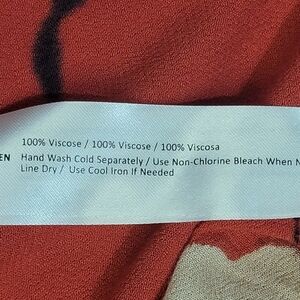 100% Viscose / 100% Viscose / 100% Viscosa
EN Hand Wash Cold Separately / Use Non-Chlorine Bleach When
Line Dry / Use Cool Iron If Needed